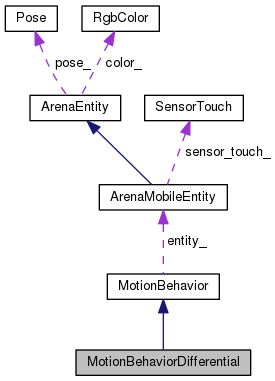 Pose
RgbColor
pose_
color_
ArenaEntity
SensorTouch
sensor_touch_
ArenaMobileEntity
entity_
MotionBehavior
MotionBehaviorDifferential